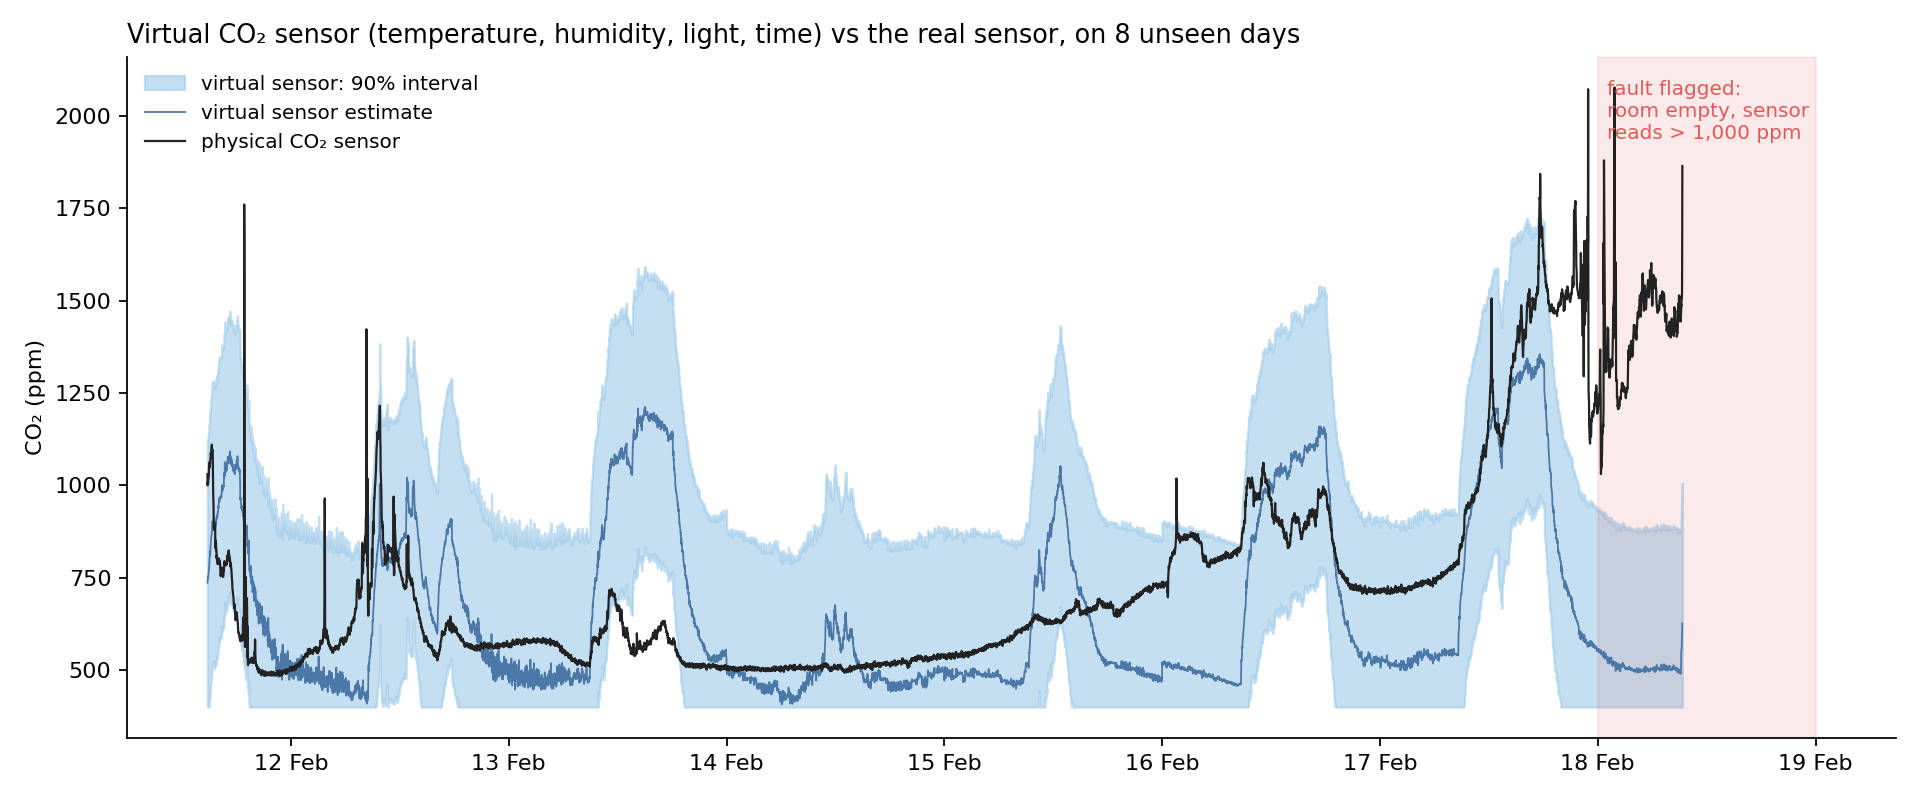 Virtual CO₂ sensor (temperature, humidity, light, time) vs the real sensor, on 8 unseen days
virtual sensor: 90% interval
virtual sensor estimate
physical CO₂ sensor
fault flagged:
room empty, sensor
reads > 1,000 ppm
CO₂ (ppm)
2000
1750
1500
1250
1000
750
500
12 Feb
13 Feb
14 Feb
15 Feb
16 Feb
17 Feb
18 Feb
19 Feb